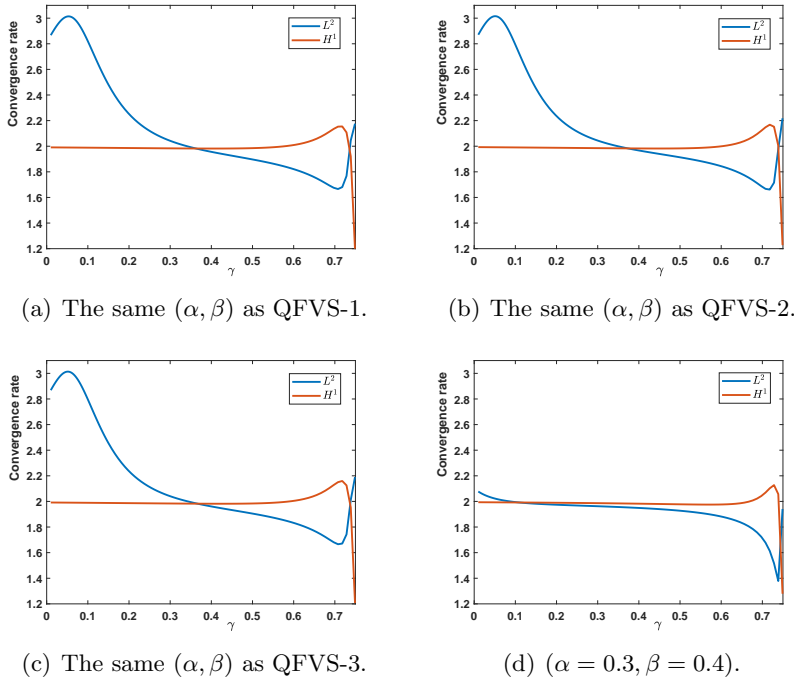 Convergence rate
3
2.8
2.6
2.4
2.2
2
1.8
1.6
1.4
1.2
0 0.1 0.2 0.3 0.4 0.5 0.6 0.7
γ
L²
H¹
(a) The same (α, β) as QFVS-1.
Convergence rate
3
2.8
2.6
2.4
2.2
2
1.8
1.6
1.4
1.2
0 0.1 0.2 0.3 0.4 0.5 0.6 0.7
γ
L²
H¹
(b) The same (α, β) as QFVS-2.
Convergence rate
3
2.8
2.6
2.4
2.2
2
1.8
1.6
1.4
1.2
0 0.1 0.2 0.3 0.4 0.5 0.6 0.7
γ
L²
H¹
(c) The same (α, β) as QFVS-3.
Convergence rate
3
2.8
2.6
2.4
2.2
2
1.8
1.6
1.4
1.2
0 0.1 0.2 0.3 0.4 0.5 0.6 0.7
γ
L²
H¹
(d) (α = 0.3, β = 0.4).